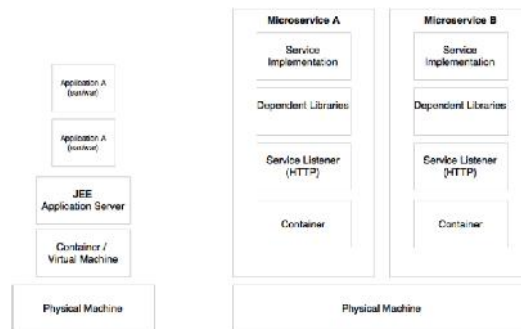 Application A
(ear/war)
Application A
(ear/war)
JEE
Application Server
Container /
Virtual Machine
Physical Machine
Microservice A
Service
Implementation
Dependent Libraries
Service Listener
(HTTP)
Container
Microservice B
Service
Implementation
Dependent Libraries
Service Listener
(HTTP)
Container
Physical Machine